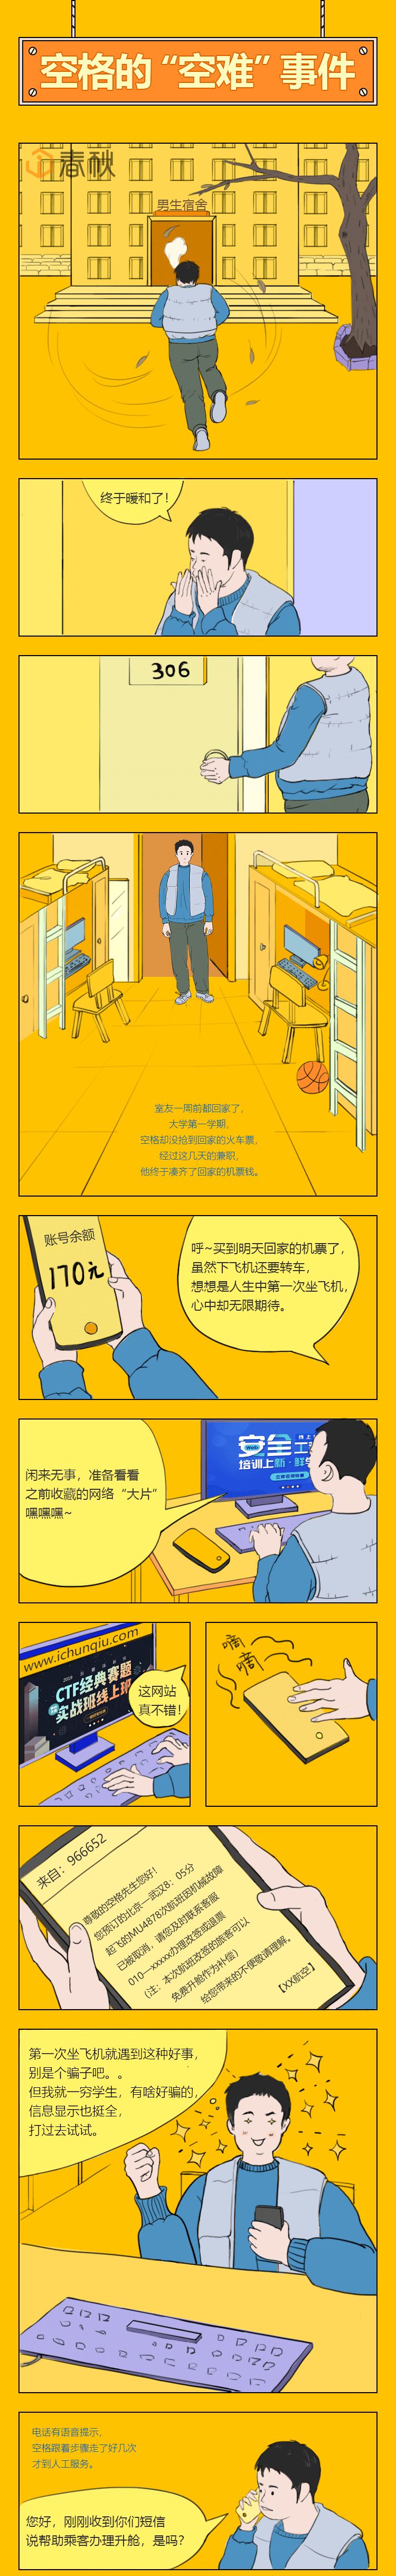 空格的“空难”事件
春秋
男生宿舍
终于暖和了！
306
室友一周前都回家了，
大学第一学期，
空格却没抢到回家的火车票，
经过这几天的兼职，
他终于凑齐了回家的机票钱。
账号余额
170元
呼~买到明天回家的机票了，
虽然下飞机还要转车，
想想是人生中第一次坐飞机，
心中却无限期待。
闲来无事，准备看看
之前收藏的网络“大片”
嘿嘿嘿~
安全工
Web
线上
培训上新·鲜
www.ichunqiu.com
CTF经典赛题
实战班线上班
这网站
真不错！
嘀
嘀
来自：966652
尊敬的空格先生您好！
您预订的北京—武汉8：05分
起飞的MU4878次航班因机械故障
已被取消，请您及时联系客服
010—xxxxx办理改签或退票
（注：本次航班改签的旅客可以
免费升舱作为补偿）
给您带来的不便敬请谅解。
【XX航空】
第一次坐飞机就遇到这种好事，
别是个骗子吧。。
但我就一穷学生，有啥好骗的，
信息显示也挺全，
打过去试试。
电话有语音提示，
空格跟着步骤走了好几次
才到人工服务。
您好，刚刚收到你们短信
说帮助乘客办理升舱，是吗？